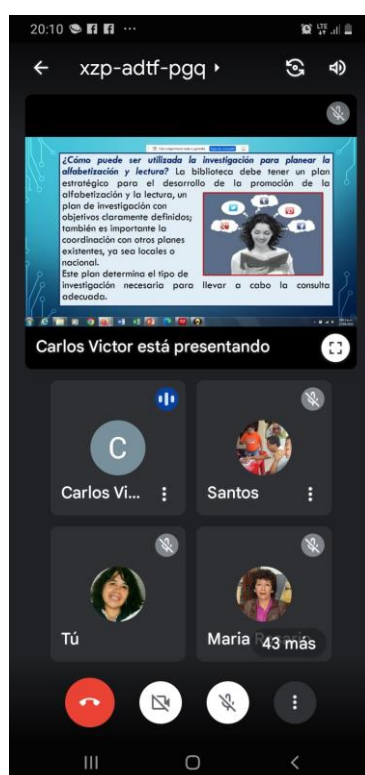 20:10
LTE
xzp-adtf-pgq
¿Cómo puede ser utilizada la investigación para planear la
alfabetización y lectura? La biblioteca debe tener un plan
estratégico para el desarrollo de la promoción de la
alfabetización y la lectura, un
plan de investigación con
objetivos claramente definidos;
también es importante la
coordinación con otros planes
existentes, ya sea locales o
nacional.
Este plan determina el tipo de
investigación necesaria para llevar a cabo la consulta
adecuada.
Carlos Victor está presentando
C
Carlos Vi...
Santos
Tú
Maria
43 más